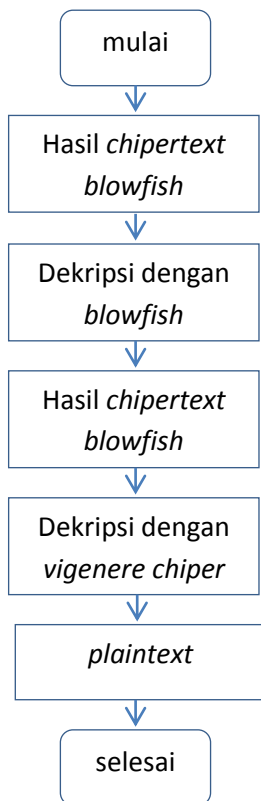 mulai
Hasil chipertext
blowfish
Dekripsi dengan
blowfish
Hasil chipertext
blowfish
Dekripsi dengan
vigenere chiper
plaintext
selesai